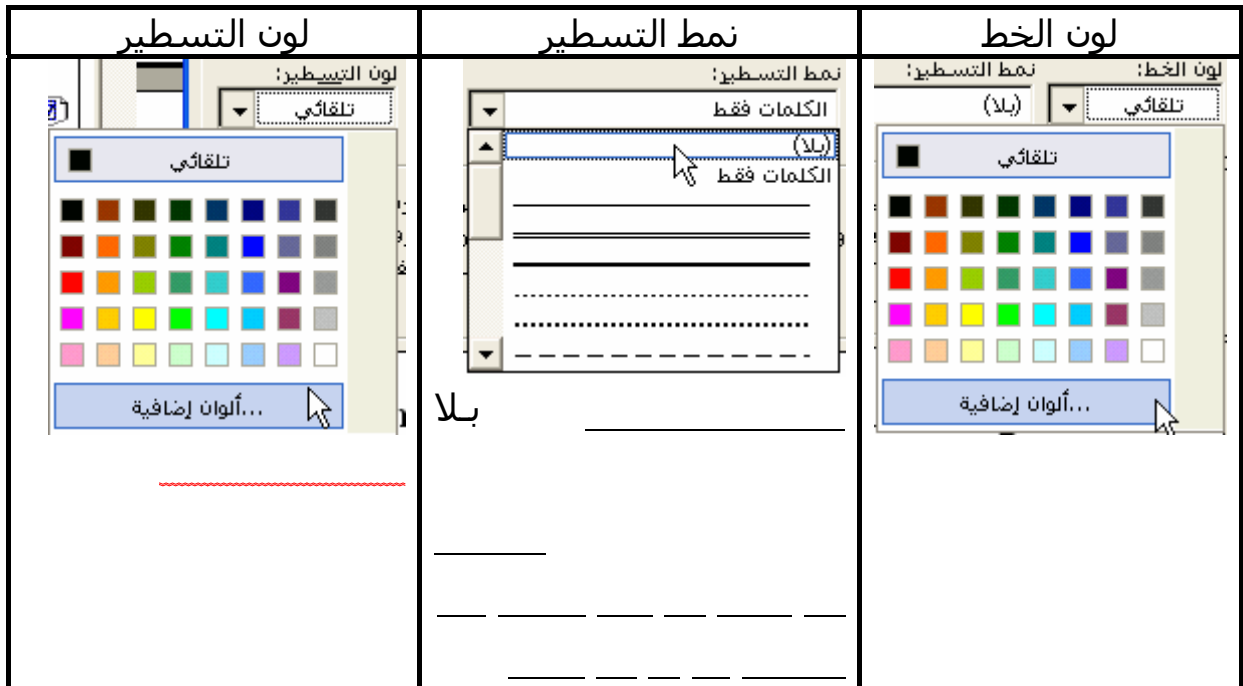 لون الخط
نمط التسطير
لون التسطير
لون الخط:
نمط التسطير:
تلقائي
(بلا)
تلقائي
ألوان إضافية...
نمط التسطير:
الكلمات فقط
(بلا)
الكلمات فقط
بلا
لون التسطير:
تلقائي
تلقائي
ألوان إضافية...